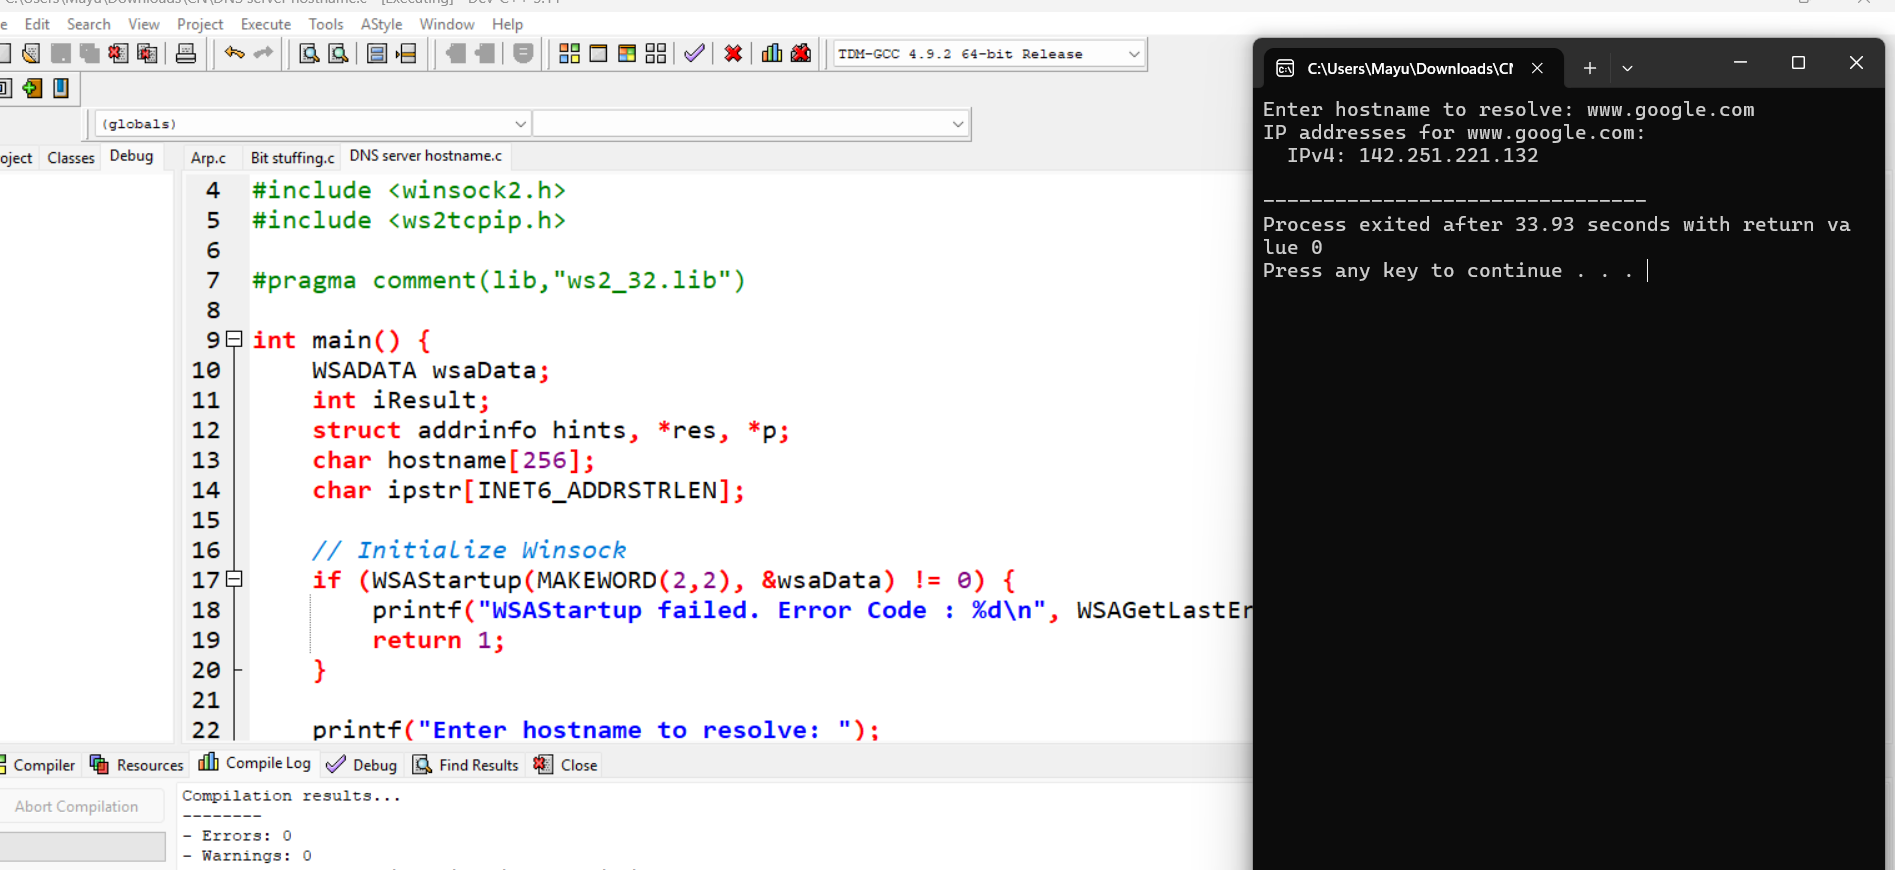 Edit Search View Project Execute Tools AStyle Window Help
TDM-GCC 4.9.2 64-bit Release
(globals)
Classes Debug
Arp.c Bit stuffing.c DNS server hostname.c
4 #include <winsock2.h>
5 #include <ws2tcpip.h>
6
7 #pragma comment(lib,"ws2_32.lib")
8
9 int main() {
10 WSADATA wsaData;
11 int iResult;
12 struct addrinfo hints, *res, *p;
13 char hostname[256];
14 char ipstr[INET6_ADDRSTRLEN];
15
16 // Initialize Winsock
17 if (WSAStartup(MAKEWORD(2,2), &wsaData) != 0) {
18 printf("WSAStartup failed. Error Code : %d\n", WSAGetLastEr
19 return 1;
20 }
21
22 printf("Enter hostname to resolve: ");
Compiler Resources Compile Log Debug Find Results Close
Abort Compilation
Compilation results...
--------
- Errors: 0
- Warnings: 0
C:\Users\Mayu\Downloads\CN
Enter hostname to resolve: www.google.com
IP addresses for www.google.com:
IPv4: 142.251.221.132
--------------------------------
Process exited after 33.93 seconds with return va
lue 0
Press any key to continue . . .